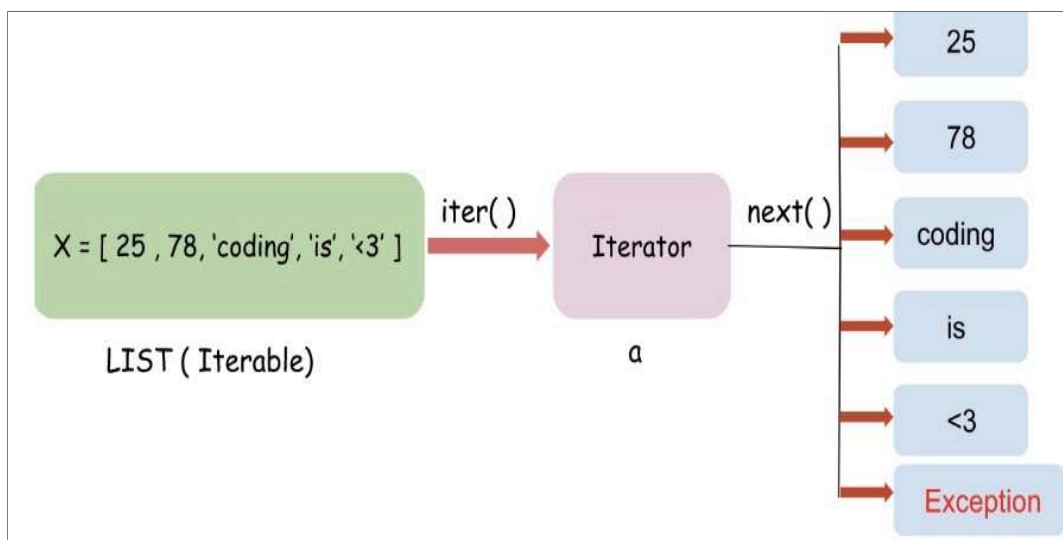 X = [ 25 , 78, 'coding', 'is', '<3' ]
LIST ( Iterable)
iter( )
Iterator
a
next( )
25
78
coding
is
<3
Exception